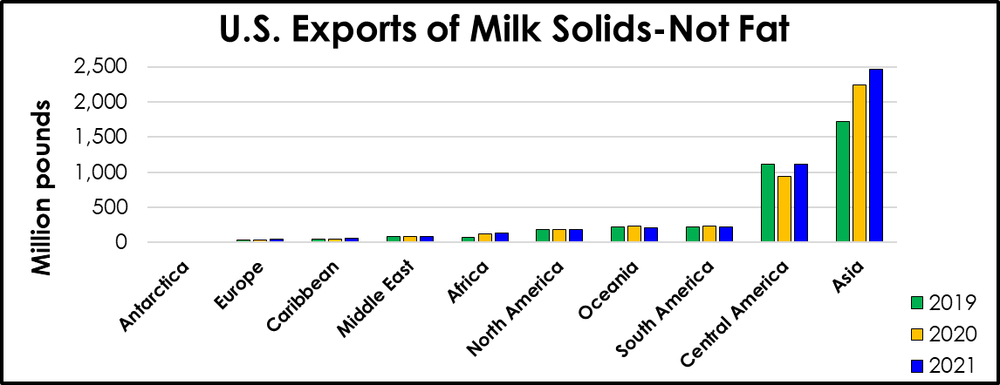 U.S. Exports of Milk Solids-Not Fat
Million pounds
2,500
2,000
1,500
1,000
500
0
Antarctica
Europe
Caribbean
Middle East
Africa
North America
Oceania
South America
Central America
Asia
2019
2020
2021